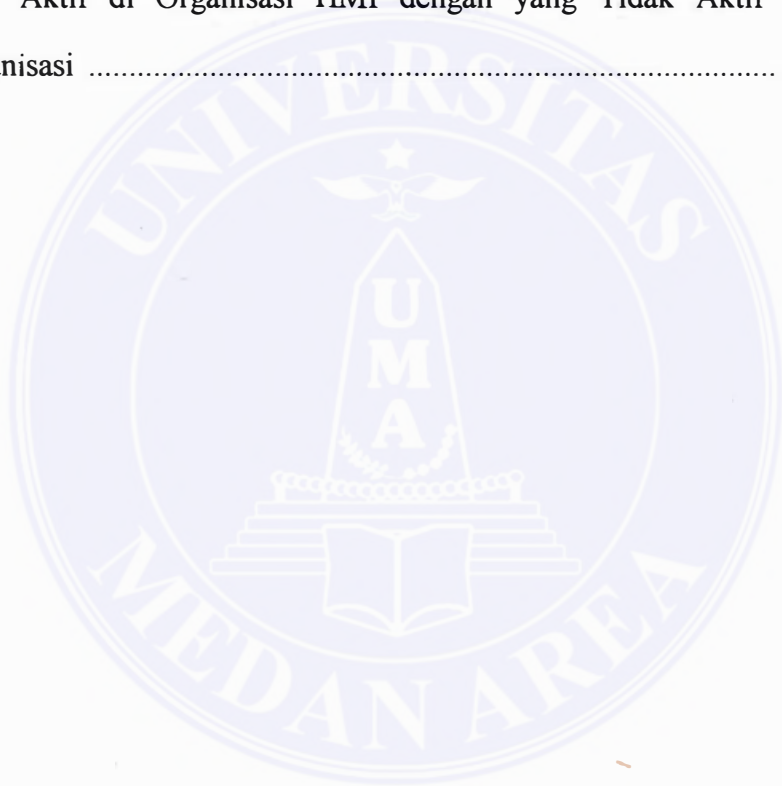 Aktif di Organisasi HMI dengan yang Tidak Aktif
nisasi ........................................................................................
UNIVERSITAS
U
M
A
MEDAN AREA